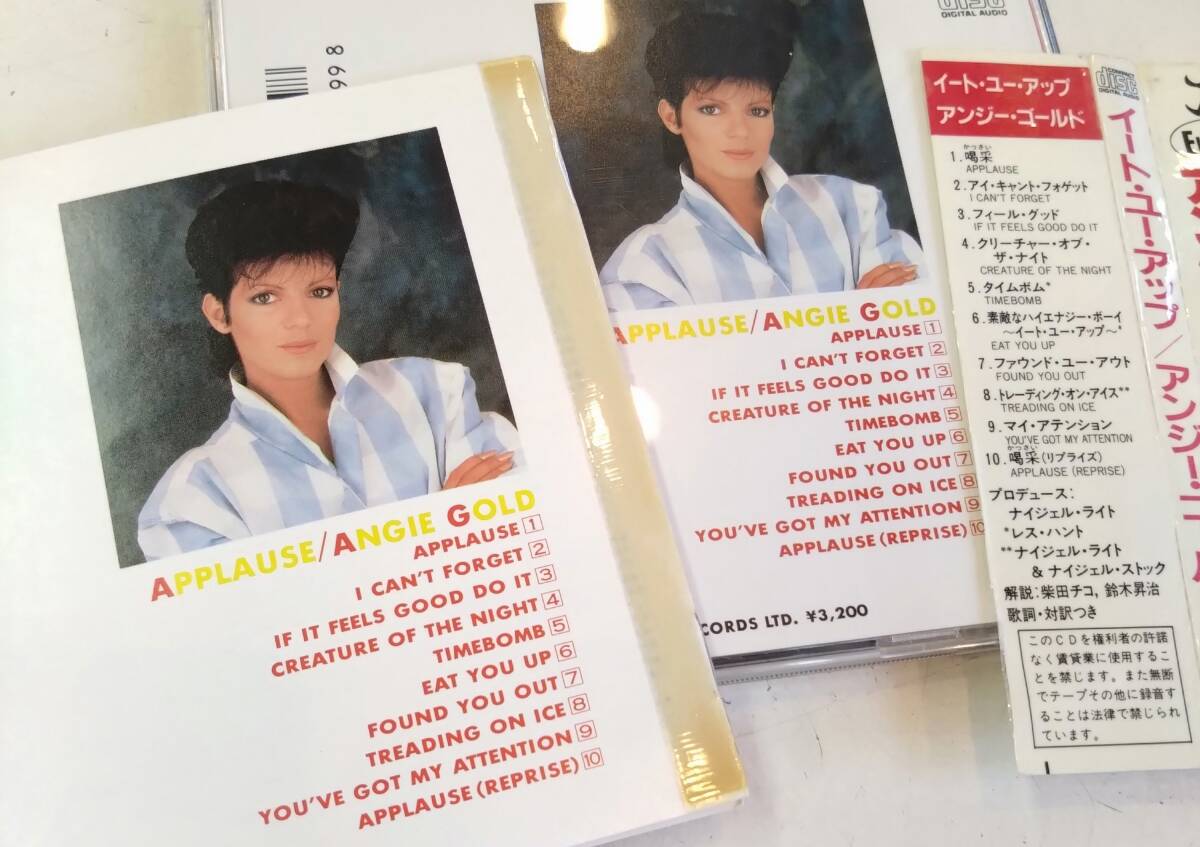 APPLAUSE/ANGIE GOLD
APPLAUSE 1
I CAN'T FORGET 2
IF IT FEELS GOOD DO IT 3
CREATURE OF THE NIGHT 4
TIMEBOMB 5
EAT YOU UP 6
FOUND YOU OUT 7
TREADING ON ICE 8
YOU'VE GOT MY ATTENTION 9
APPLAUSE (REPRISE) 10
99 8
DIGITAL AUDIO
APPLAUSE/ANGIE GOLD
APPLAUSE 1
I CAN'T FORGET 2
IF IT FEELS GOOD DO IT 3
CREATURE OF THE NIGHT 4
TIMEBOMB 5
EAT YOU UP 6
FOUND YOU OUT 7
TREADING ON ICE 8
YOU'VE GOT MY ATTENTION 9
APPLAUSE (REPRISE) 10
CORDS LTD. ¥3,200
イート・ユー・アップ
アンジー・ゴールド
かっさい
1.喝采
APPLAUSE
2.アイ・キャント・フォゲット
I CAN'T FORGET
3.フィール・グッド
IF IT FEELS GOOD DO IT
4.クリーチャー・オブ・
ザ・ナイト
CREATURE OF THE NIGHT
5.タイムボム*
TIMEBOMB
6.素敵なハイエナジー・ボーイ
〜イート・ユー・アップ〜*
EAT YOU UP
7.ファウンド・ユー・アウト
FOUND YOU OUT
8.トレーディング・オン・アイス**
TREADING ON ICE
9.マイ・アテンション
YOU'VE GOT MY ATTENTION
かっさい
10.喝采(リプライズ)
APPLAUSE (REPRISE)
プロデュース:
ナイジェル・ライト
*レス・ハント
**ナイジェル・ライト
&ナイジェル・ストック
解説:柴田チコ, 鈴木昇治
歌詞・対訳つき
このCDを権利者の許諾
なく賃貸業に使用するこ
とを禁じます。また無断
でテープその他に録音す
ることは法律で禁じられ
ています。
COMPACT
disc
DIGITAL AUDIO
イート・ユー・アップ/アンジー・